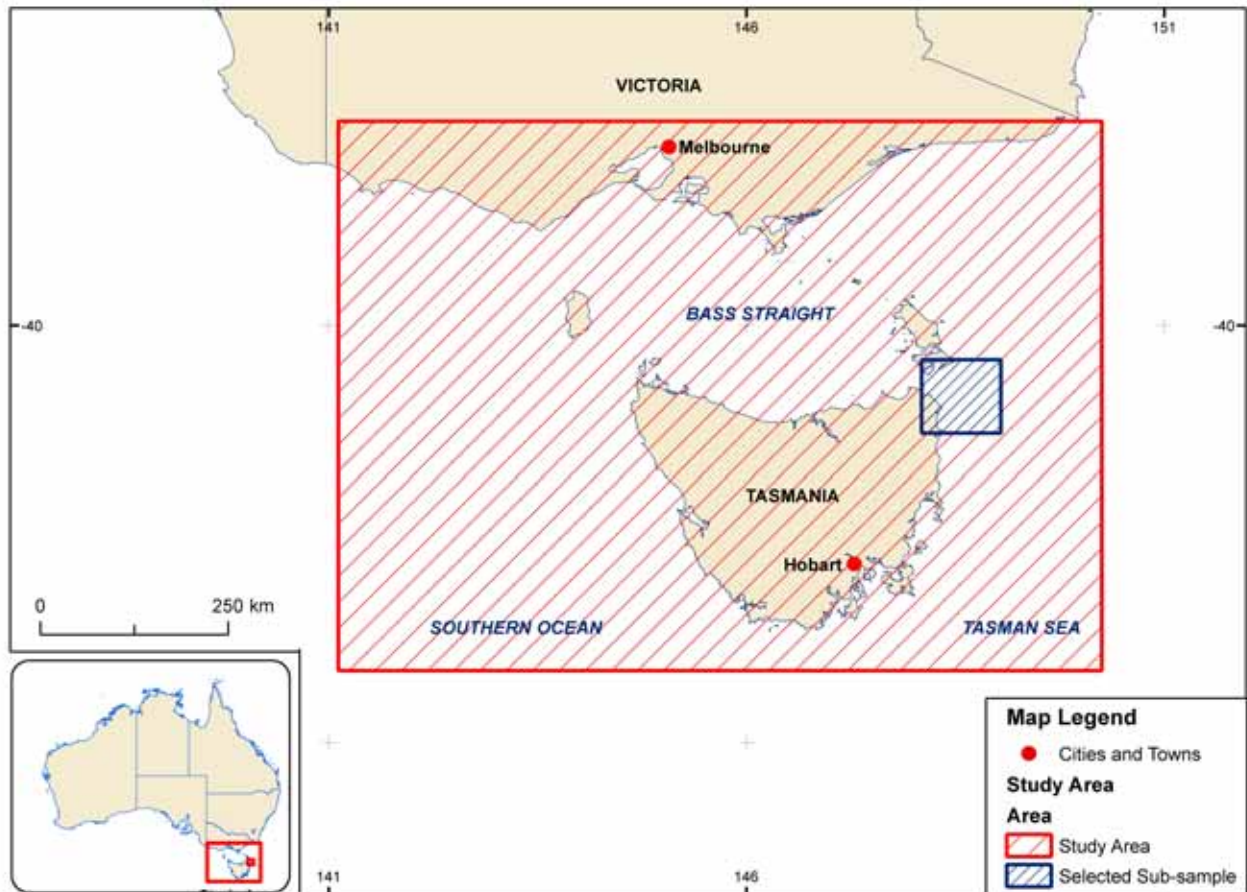 141 146 151
VICTORIA
Melbourne
-40 -40
BASS STRAIGHT
TASMANIA
Hobart
0 250 km
SOUTHERN OCEAN
TASMAN SEA
Map Legend
Cities and Towns
Study Area
Area
Study Area
Selected Sub-sample
141 146